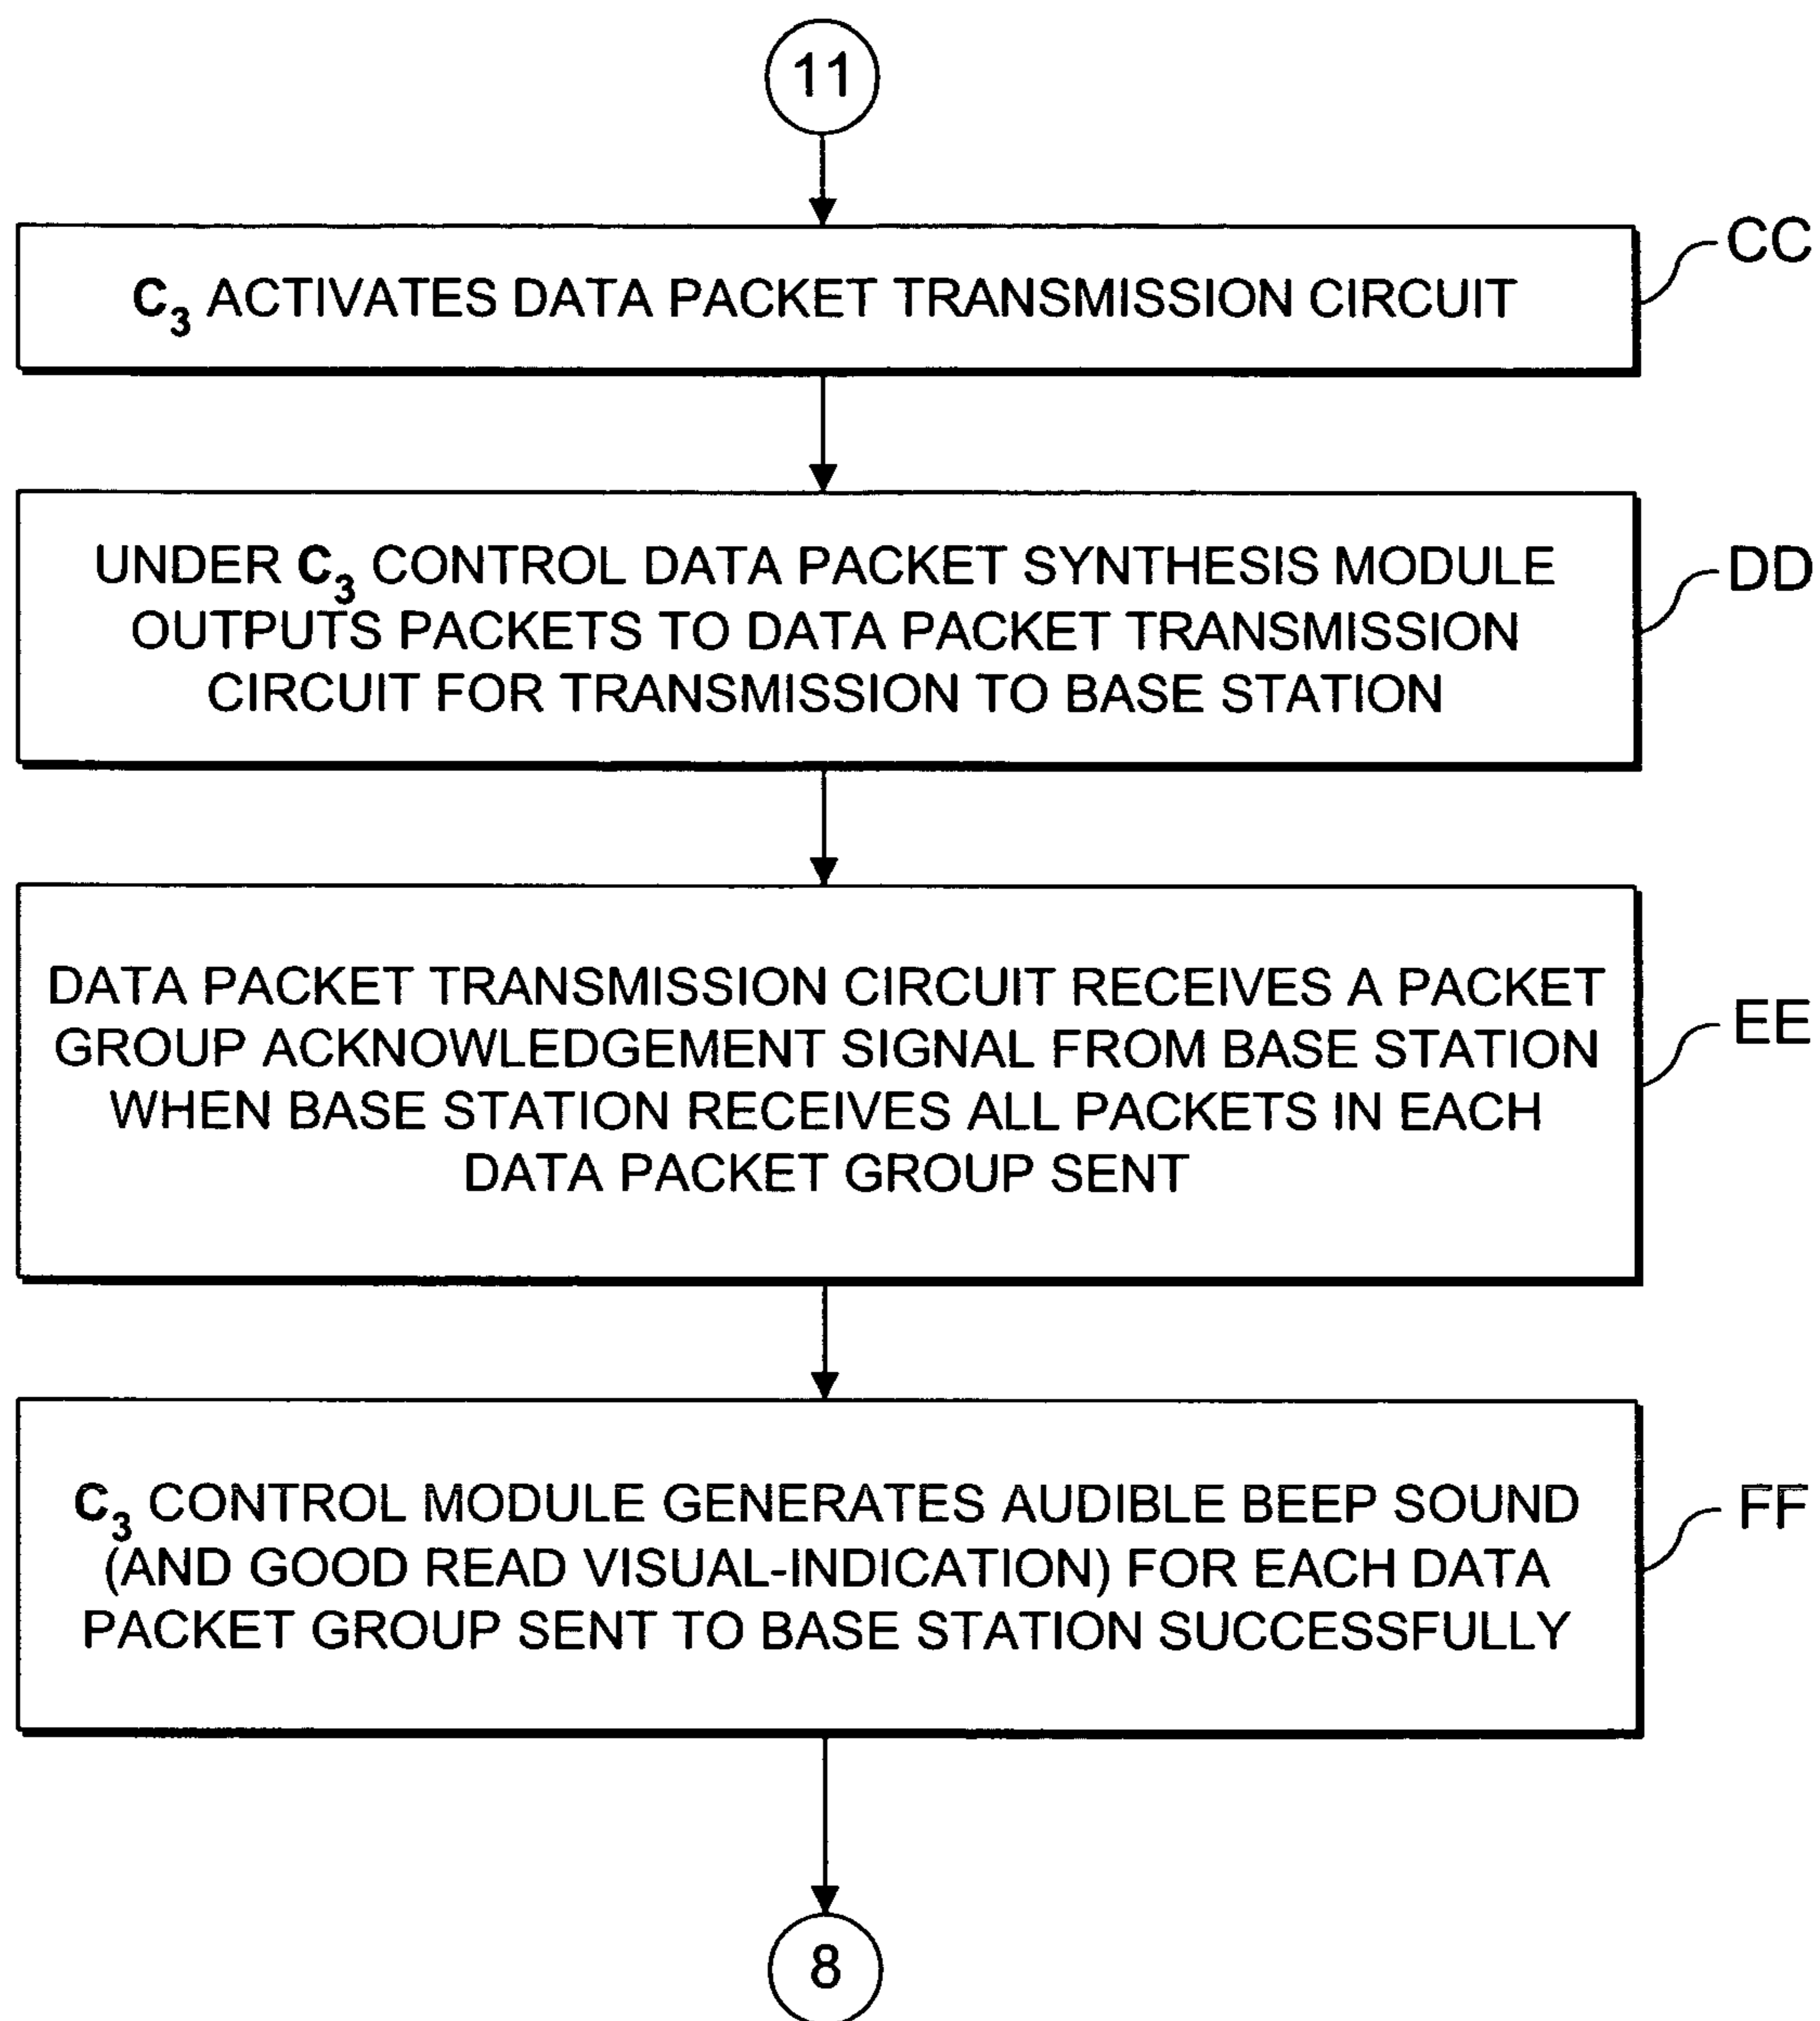 11
C₃ ACTIVATES DATA PACKET TRANSMISSION CIRCUIT
CC
UNDER C₃ CONTROL DATA PACKET SYNTHESIS MODULE
OUTPUTS PACKETS TO DATA PACKET TRANSMISSION
CIRCUIT FOR TRANSMISSION TO BASE STATION
DD
DATA PACKET TRANSMISSION CIRCUIT RECEIVES A PACKET
GROUP ACKNOWLEDGEMENT SIGNAL FROM BASE STATION
WHEN BASE STATION RECEIVES ALL PACKETS IN EACH
DATA PACKET GROUP SENT
EE
C₃ CONTROL MODULE GENERATES AUDIBLE BEEP SOUND
(AND GOOD READ VISUAL-INDICATION) FOR EACH DATA
PACKET GROUP SENT TO BASE STATION SUCCESSFULLY
FF
8